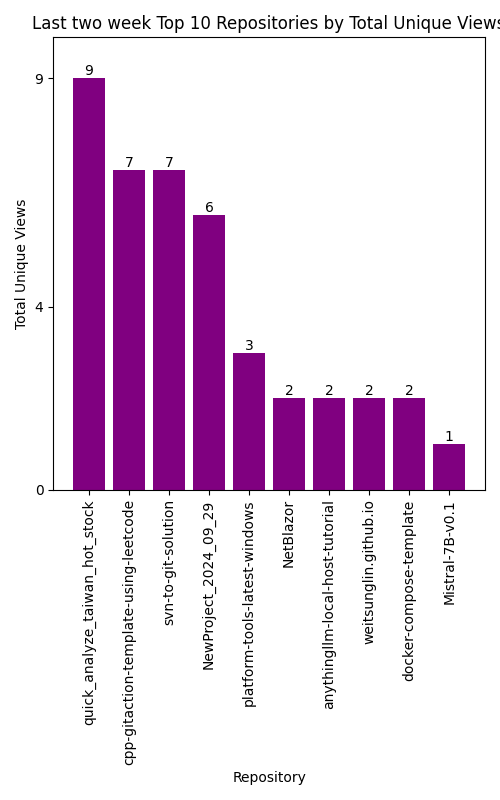 Last two week Top 10 Repositories by Total Unique Views
Total Unique Views
9
4
0
9
7
7
6
3
2
2
2
2
1
quick_analyze_taiwan_hot_stock
cpp-gitaction-template-using-leetcode
svn-to-git-solution
NewProject_2024_09_29
platform-tools-latest-windows
NetBlazor
anythingllm-local-host-tutorial
weitsunglin.github.io
docker-compose-template
Mistral-7B-v0.1
Repository